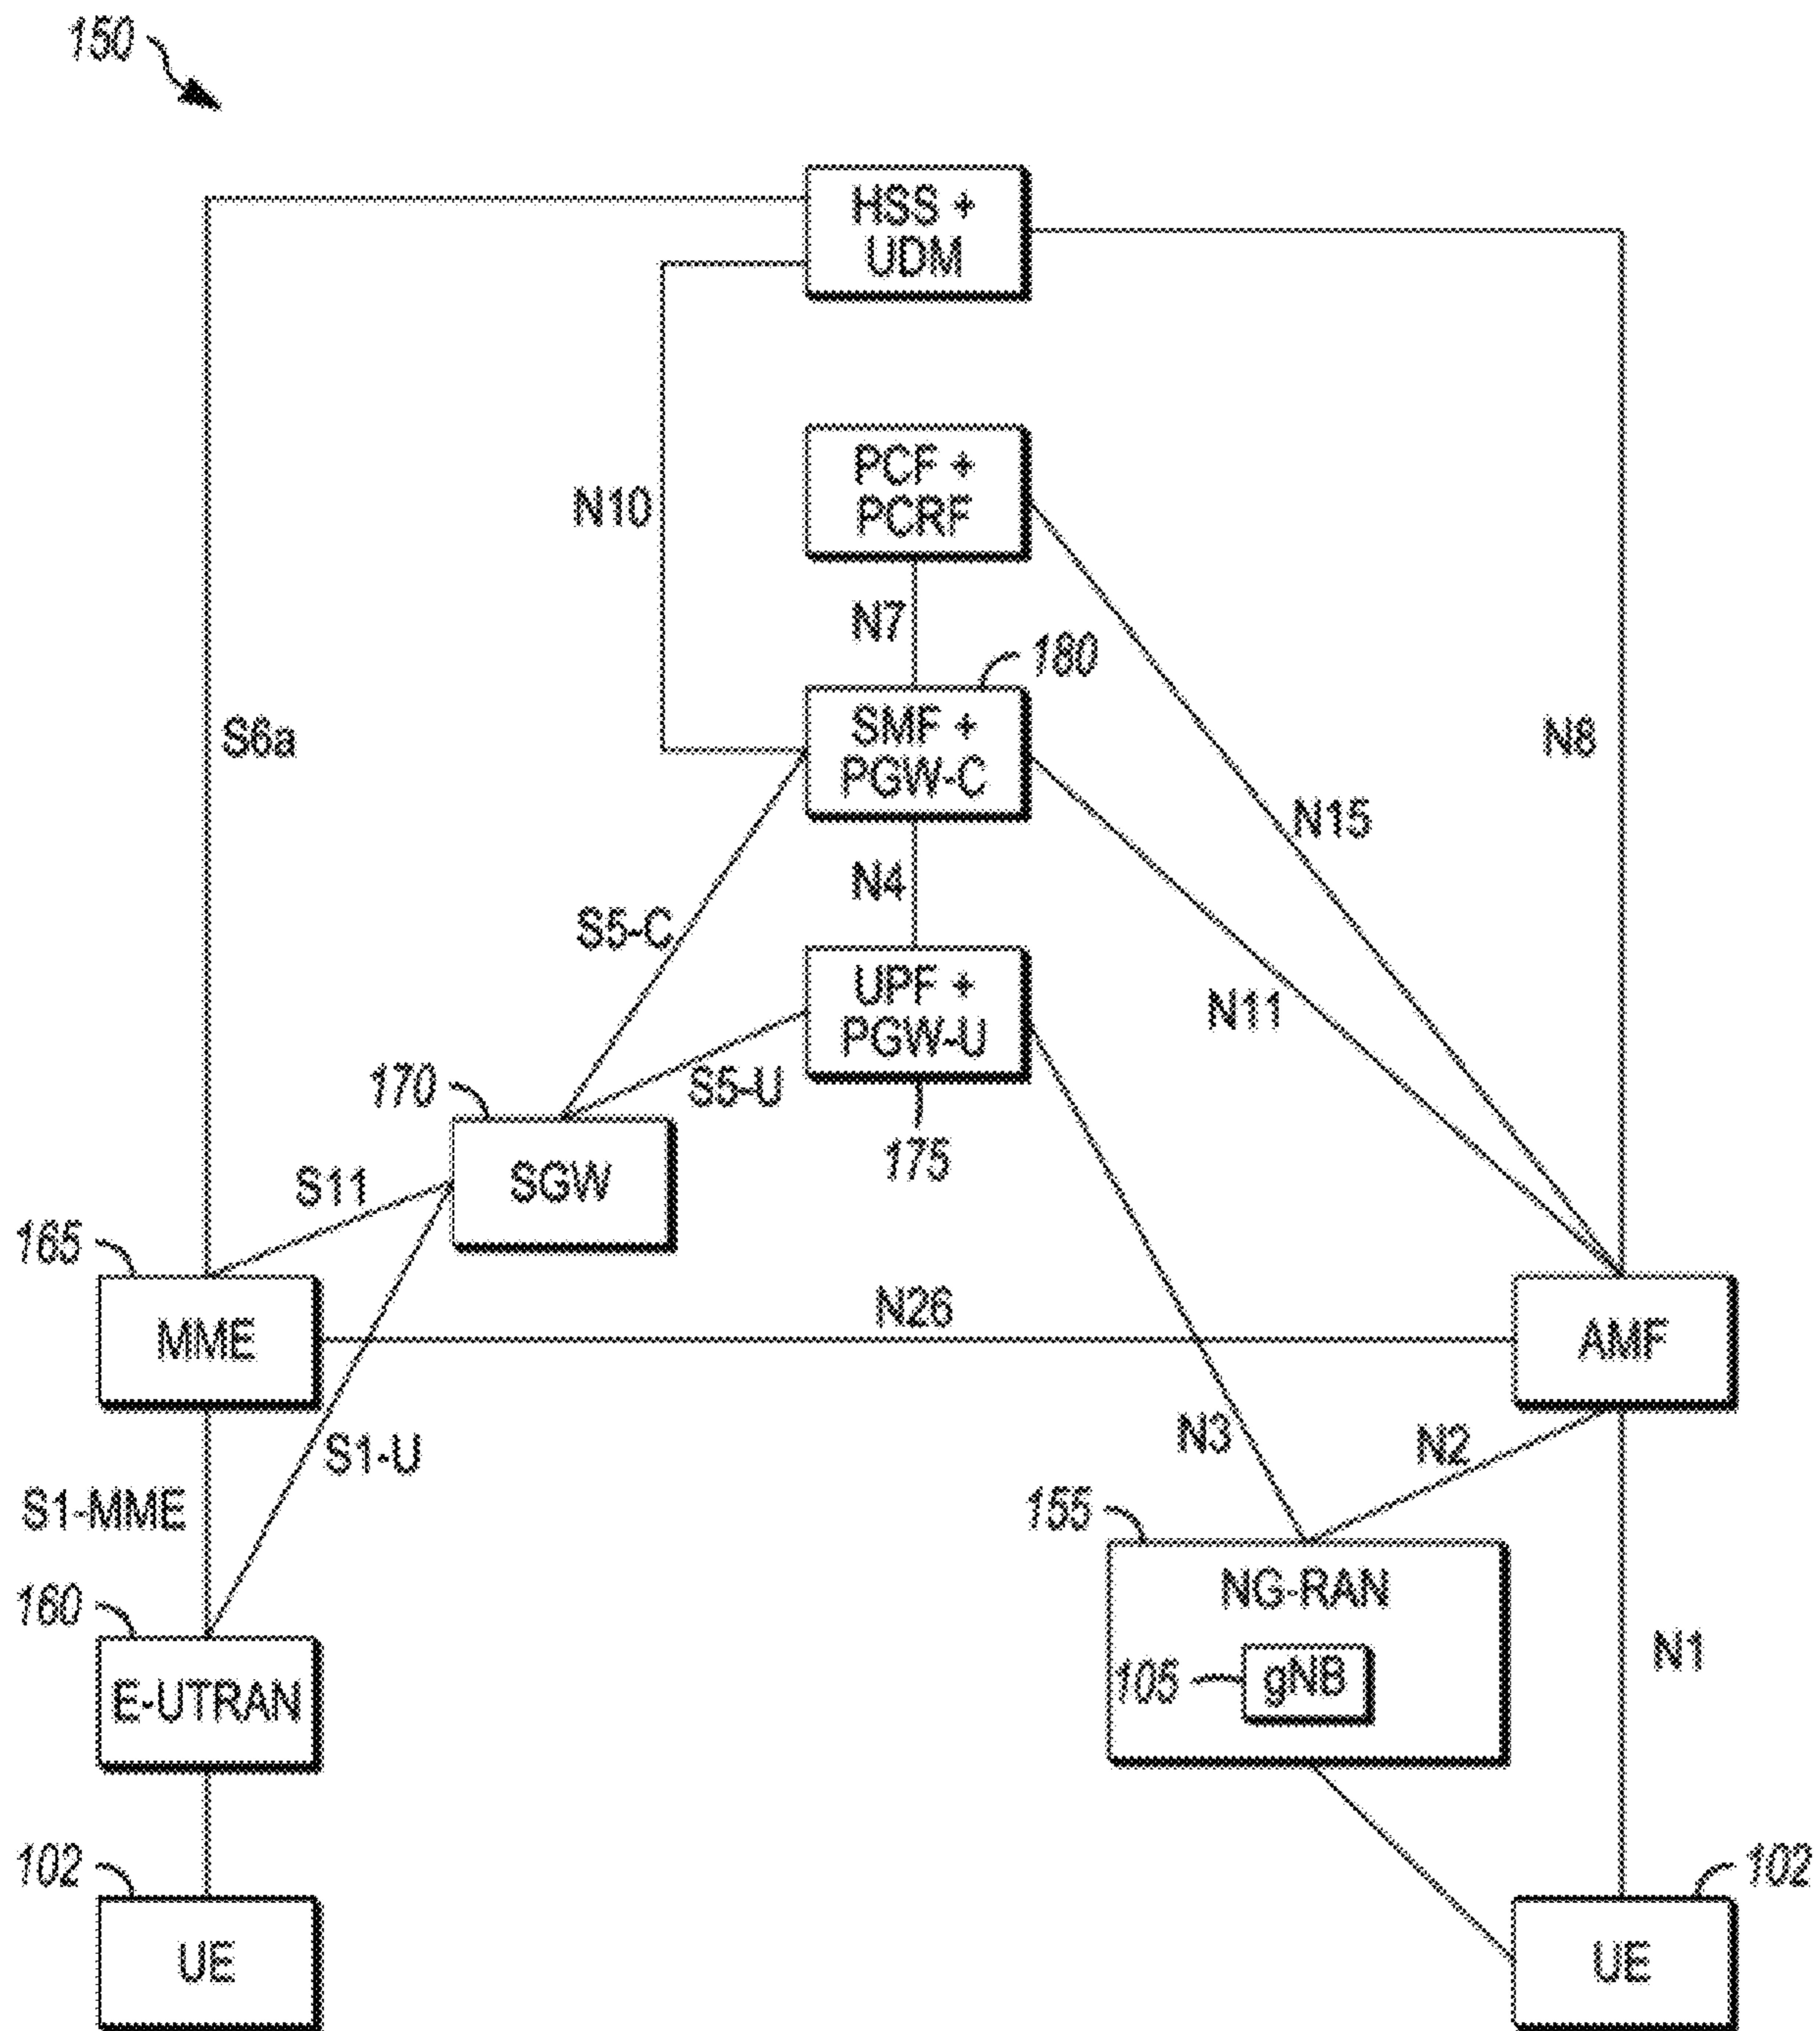 150
HSS +
UDM
PCF +
PCRF
N10
N7
180
SMF +
PGW-C
S6a
N8
N15
N4
S5-C
UPF +
PGW-U
N11
170
S5-U
175
SGW
S11
165
MME
N26
AMF
N3
N2
S1-U
S1-MME
155
NG-RAN
160
E-UTRAN
105
gNB
N1
102
UE
102
UE